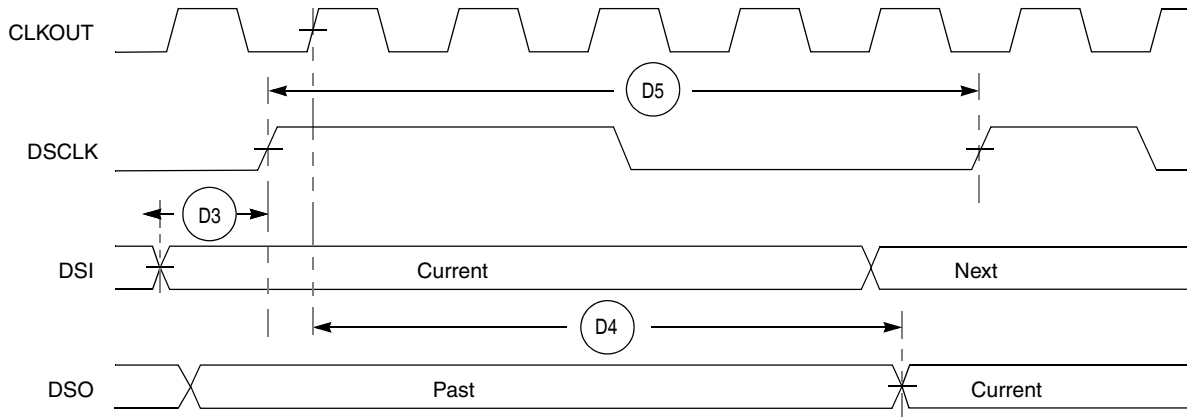 CLKOUT
D5
DSCLK
D3
DSI Current Next
D4
DSO Past Current